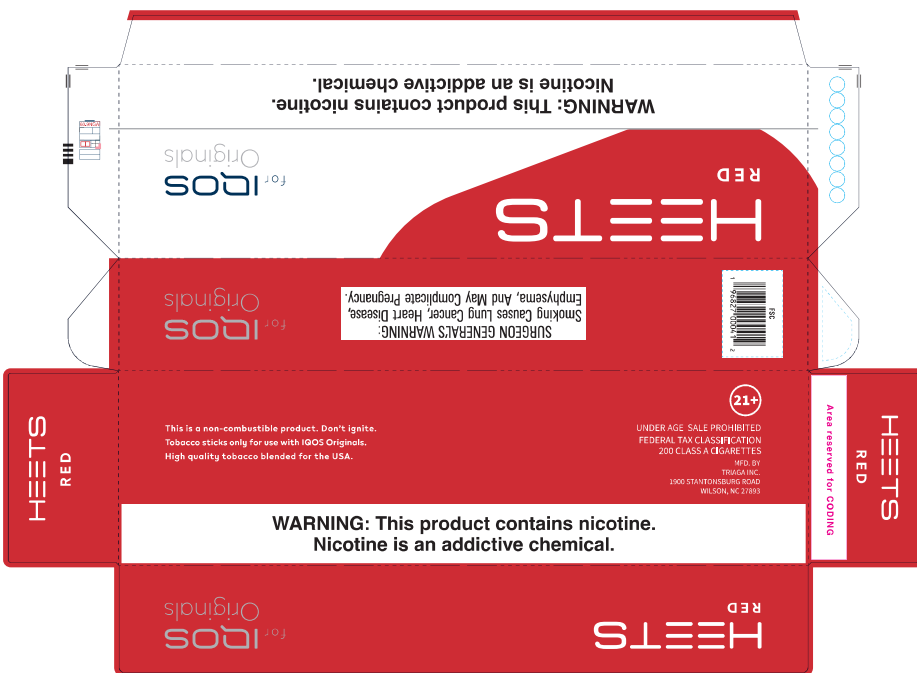 WARNING: This product contains nicotine.
Nicotine is an addictive chemical.
for IQOS
Originals
HEETS
RED
for IQOS
Originals
SURGEON GENERAL'S WARNING:
Smoking Causes Lung Cancer, Heart Disease,
Emphysema, And May Complicate Pregnancy.
FSC
1 96827 00041 2
HEETS
RED
This is a non-combustible product. Don't ignite.
Tobacco sticks only for use with IQOS Originals.
High quality tobacco blended for the USA.
21+
UNDER AGE SALE PROHIBITED
FEDERAL TAX CLASSIFICATION
200 CLASS A CIGARETTES
MFD. BY
TRIAGA INC.
1900 STANTONSBURG ROAD
WILSON, NC 27893
Area reserved for CODING
HEETS
RED
WARNING: This product contains nicotine.
Nicotine is an addictive chemical.
for IQOS
Originals
HEETS
RED